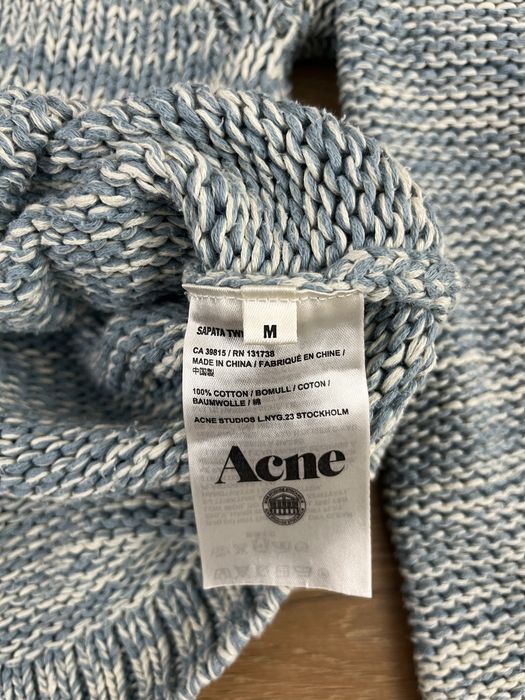 M
SAPATA TWI
CA 39815 / RN 131738
MADE IN CHINA / FABRIQUÉ EN CHINE /
中国製
100% COTTON / BOMULL / COTON /
BAUMWOLLE / 綿
ACNE STUDIOS L.NYG.23 STOCKHOLM
Acne